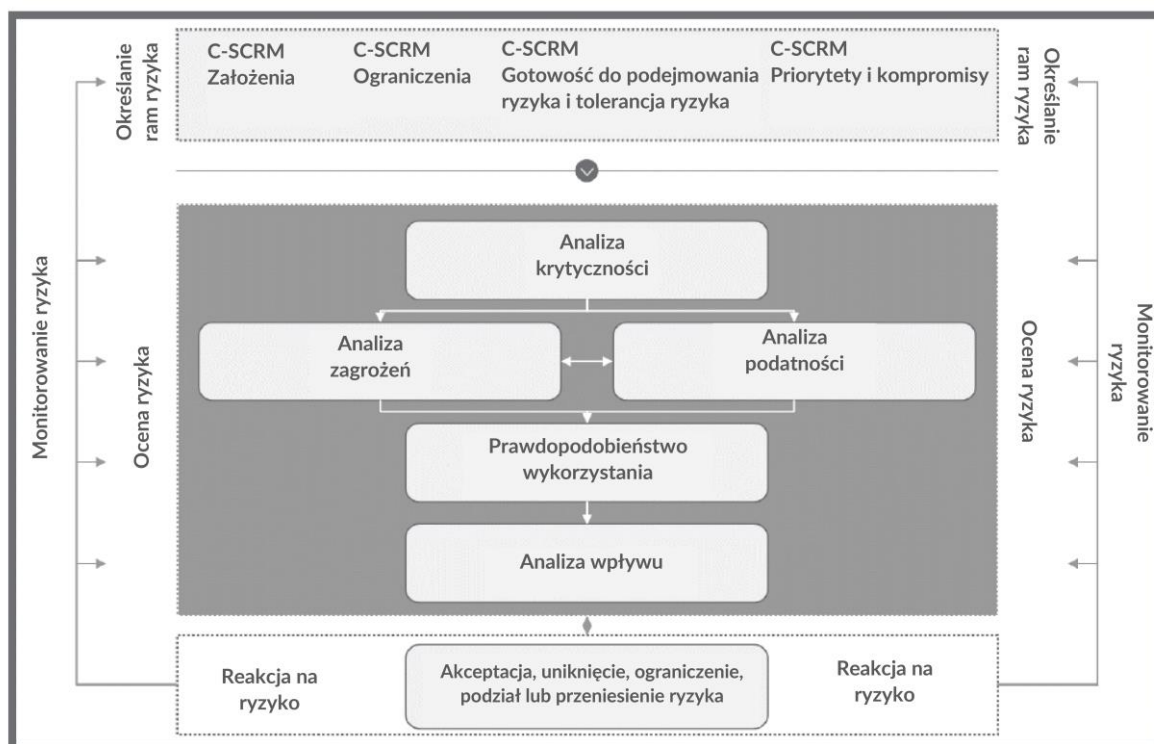 Określanie
ram ryzyka
C-SCRM
Założenia
C-SCRM
Ograniczenia
C-SCRM
Gotowość do podejmowania
ryzyka i tolerancja ryzyka
C-SCRM
Priorytety i kompromisy
Określanie
ram ryzyka
Monitorowanie ryzyka
Ocena ryzyka
Analiza
krytyczności
Analiza
zagrożeń
Analiza
podatności
Prawdopodobieństwo
wykorzystania
Analiza wpływu
Ocena ryzyka
Monitorowanie
ryzyka
Reakcja na
ryzyko
Akceptacja, uniknięcie, ograniczenie,
podział lub przeniesienie ryzyka
Reakcja na
ryzyko